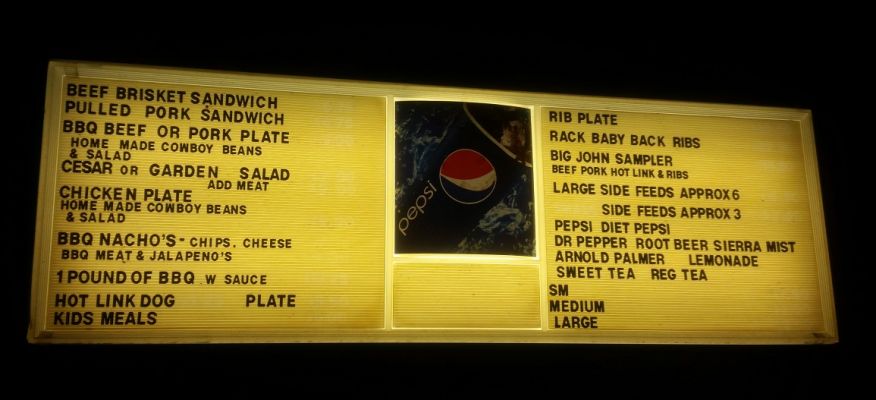 BEEF BRISKET SANDWICH
PULLED PORK SANDWICH
BBQ BEEF OR PORK PLATE
HOME MADE COWBOY BEANS
& SALAD
CESAR OR GARDEN SALAD
ADD MEAT
CHICKEN PLATE
HOME MADE COWBOY BEANS
& SALAD
BBQ NACHO'S - CHIPS, CHEESE
BBQ MEAT & JALAPENO'S
1 POUND OF BBQ W SAUCE
HOT LINK DOG PLATE
KIDS MEALS
pepsi
RIB PLATE
RACK BABY BACK RIBS
BIG JOHN SAMPLER
BEEF PORK HOT LINK & RIBS
LARGE SIDE FEEDS APPROX 6
SIDE FEEDS APPROX 3
PEPSI DIET PEPSI
DR PEPPER ROOT BEER SIERRA MIST
ARNOLD PALMER LEMONADE
SWEET TEA REG TEA
SM
MEDIUM
LARGE